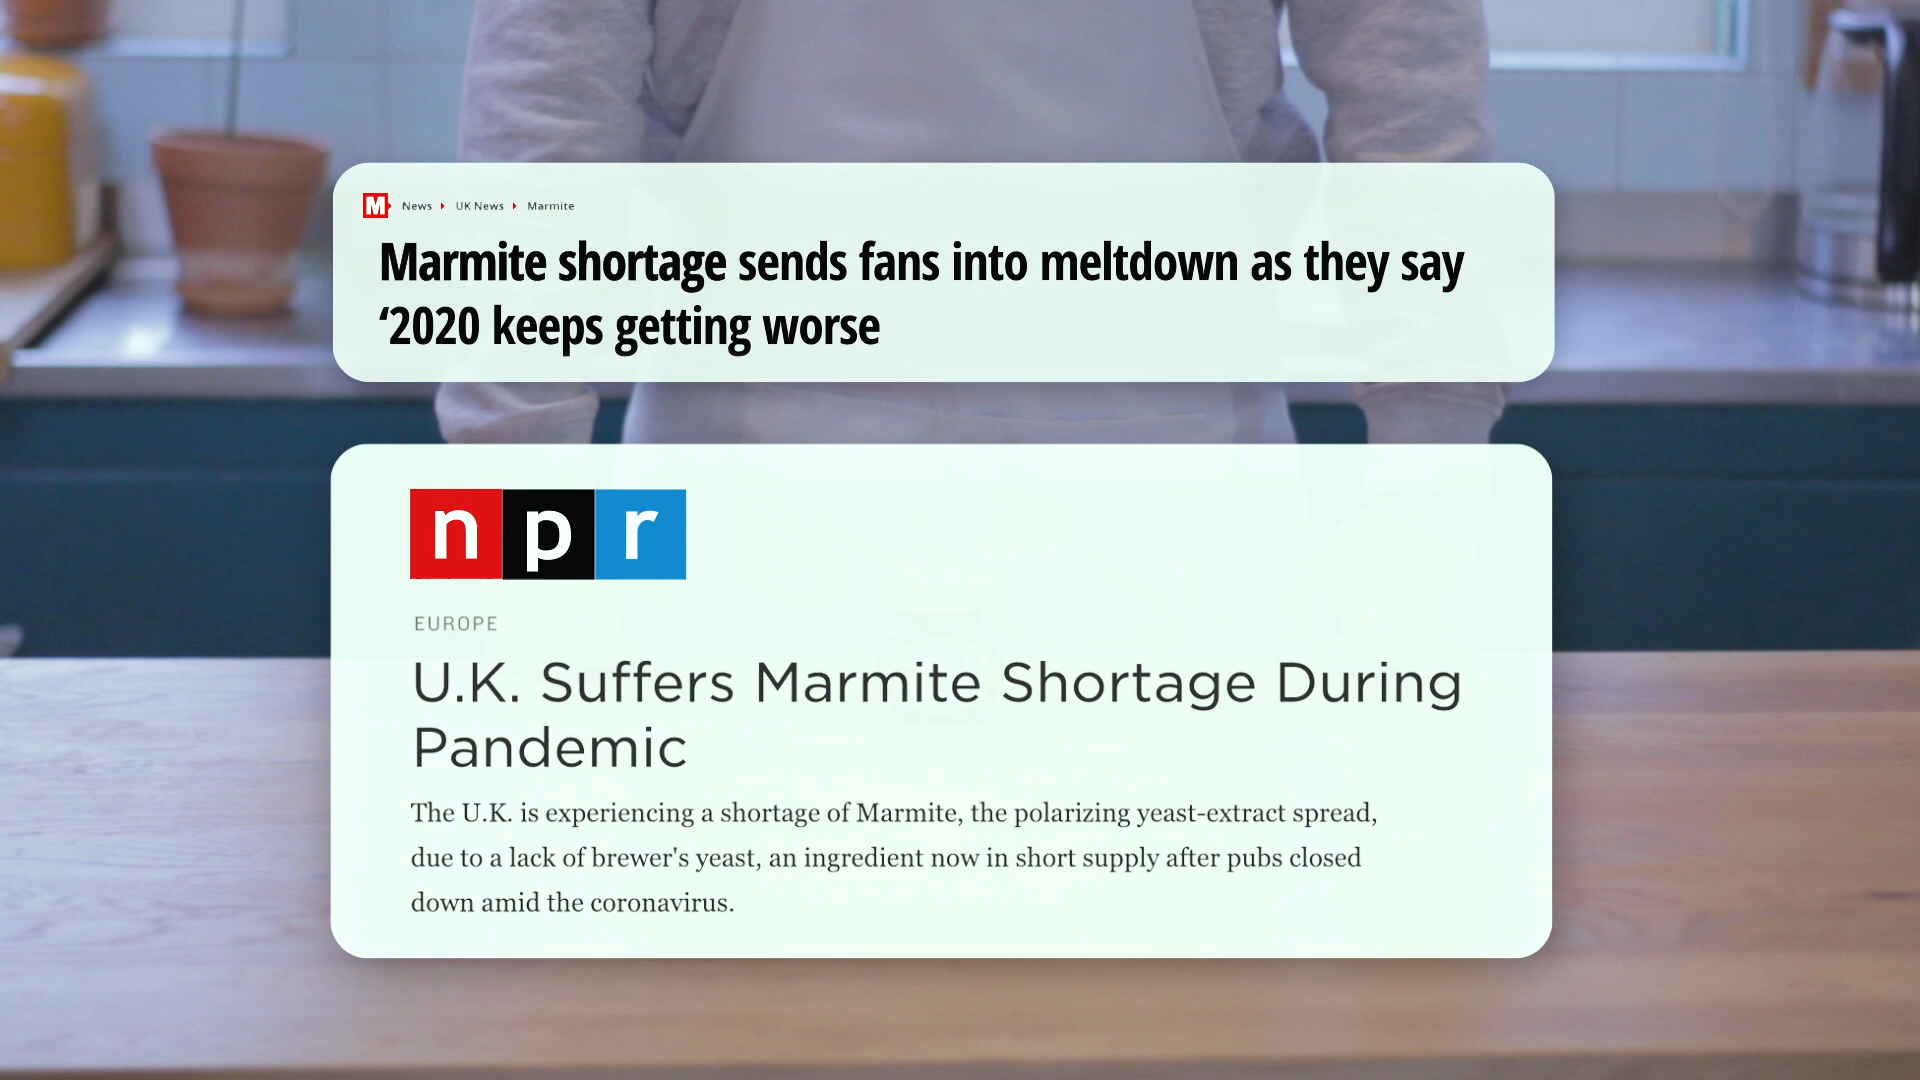 M News UK News Marmite
Marmite shortage sends fans into meltdown as they say
‘2020 keeps getting worse
npr
EUROPE
U.K. Suffers Marmite Shortage During
Pandemic
The U.K. is experiencing a shortage of Marmite, the polarizing yeast-extract spread,
due to a lack of brewer's yeast, an ingredient now in short supply after pubs closed
down amid the coronavirus.